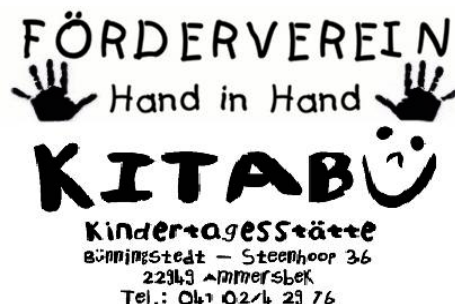 FÖRDERVEREIN
Hand in Hand
KITABÜ
Kindertagesstätte
Bünningstedt – Steenhoop 36
22949 Ammersbek
Tel.: 041 02/4 29 76